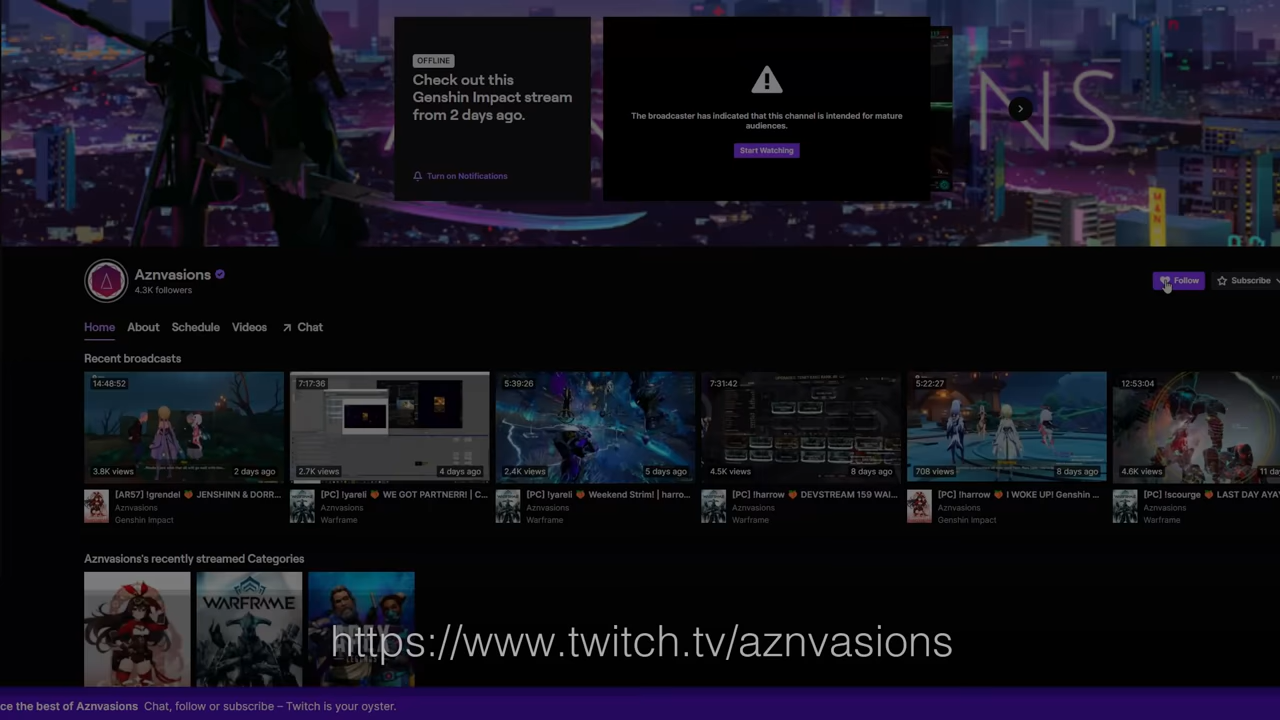 OFFLINE
Check out this
Genshin Impact stream
from 2 days ago.
Turn on Notifications
The broadcaster has indicated that this channel is intended for mature
audiences.
Start Watching
NS
MAN
Aznvasions
4.3K followers
Follow
Subscribe
Home About Schedule Videos Chat
Recent broadcasts
14:48:52 7:17:36 5:39:26 7:31:42 5:22:27 12:53:04
3.8K views 2 days ago 2.7K views 4 days ago 2.4K views 5 days ago 4.5K views 8 days ago 708 views 8 days ago 4.6K views 11 da
[AR57] !grendel 🧡 JENSHINN & DORR... [PC] !yareli 🧡 WE GOT PARTNER!! | C... [PC] !yareli 🧡 Weekend Strim! | harro... [PC] !harrow 🧡 DEVSTREAM 159 WAI... [PC] !harrow 🧡 I WOKE UP! Genshin ... [PC] !scourge 🧡 LAST DAY AYA
Aznvasions Aznvasions Aznvasions Aznvasions Aznvasions Aznvasions
Genshin Impact Warframe Warframe Warframe Genshin Impact Warframe
Aznvasions's recently streamed Categories
WARFRAME
https://www.twitch.tv/aznvasions
ce the best of Aznvasions Chat, follow or subscribe – Twitch is your oyster.